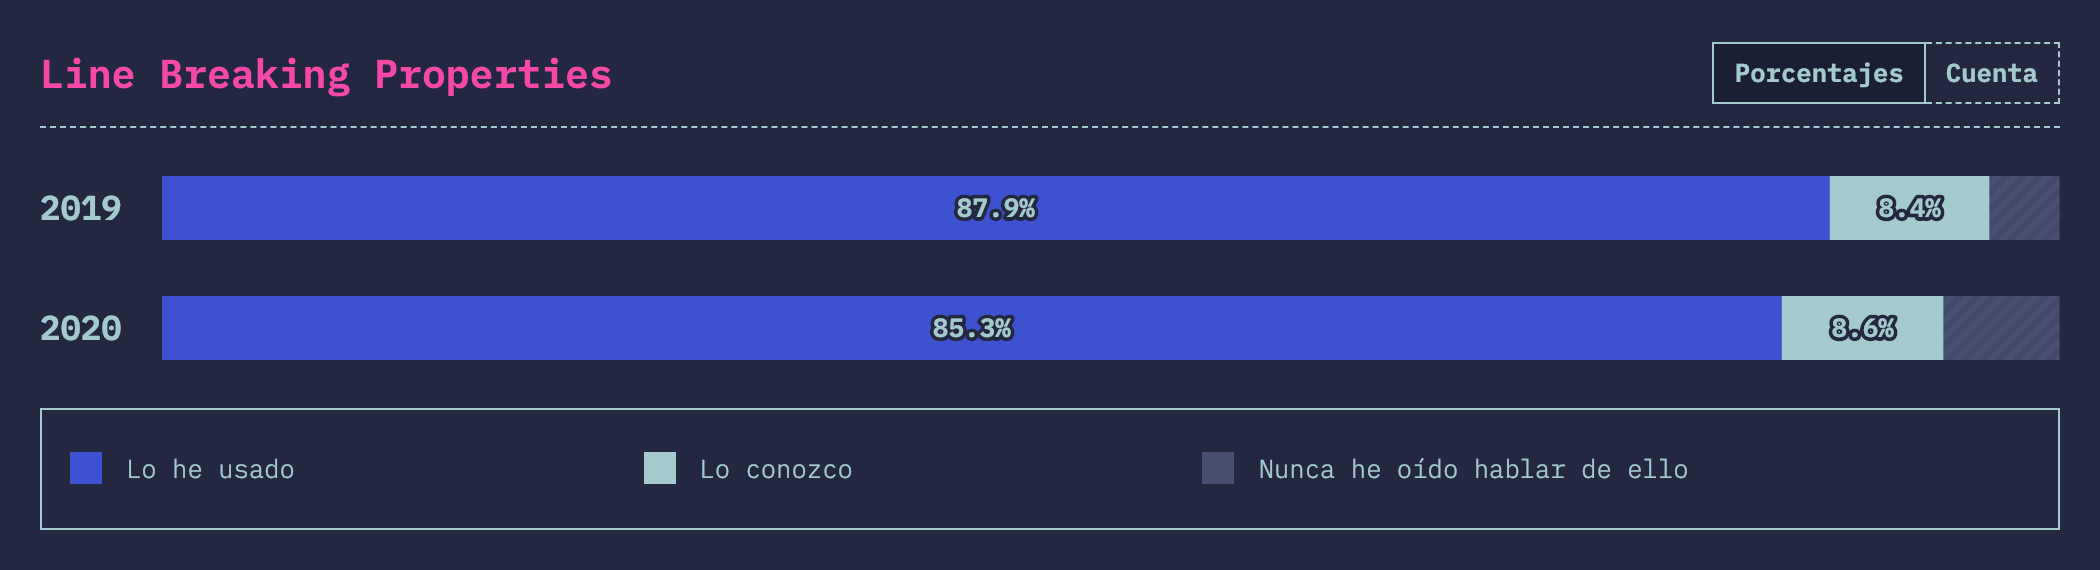 Line Breaking Properties
Porcentajes Cuenta
2019 87.9% 8.4%
2020 85.3% 8.6%
Lo he usado Lo conozco Nunca he oído hablar de ello